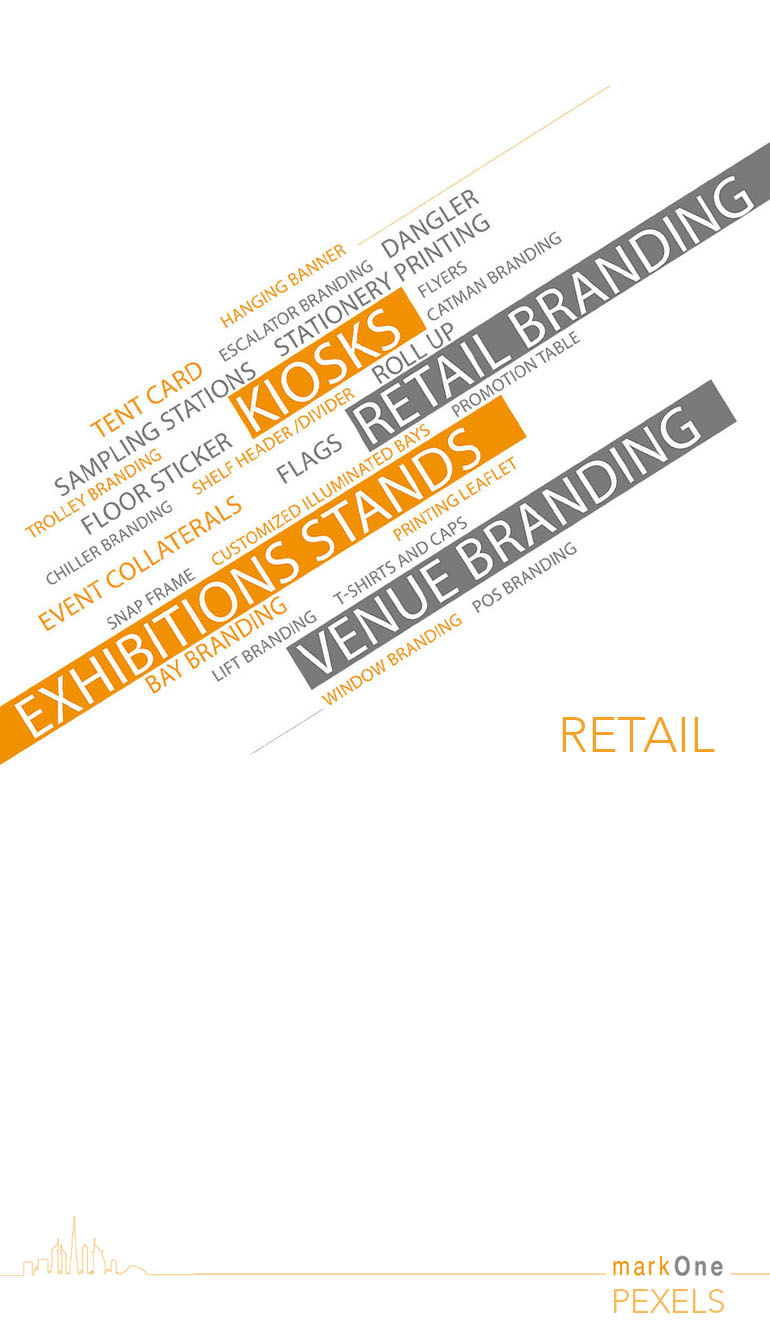 HANGING BANNER
DANGLER
ESCALATOR BRANDING
STATIONERY PRINTING
FLYERS
CATMAN BRANDING
TENT CARD
SAMPLING STATIONS
KIOSKS
ROLL UP
RETAIL BRANDING
TROLLEY BRANDING
FLOOR STICKER
SHELF HEADER /DIVIDER
FLAGS
PROMOTION TABLE
CHILLER BRANDING
EVENT COLLATERALS
CUSTOMIZED ILLUMINATED BAYS
SNAP FRAME
EXHIBITIONS STANDS
PRINTING LEAFLET
BAY BRANDING
LIFT BRANDING
T-SHIRTS AND CAPS
VENUE BRANDING
WINDOW BRANDING
POS BRANDING
RETAIL
markOne
PEXELS